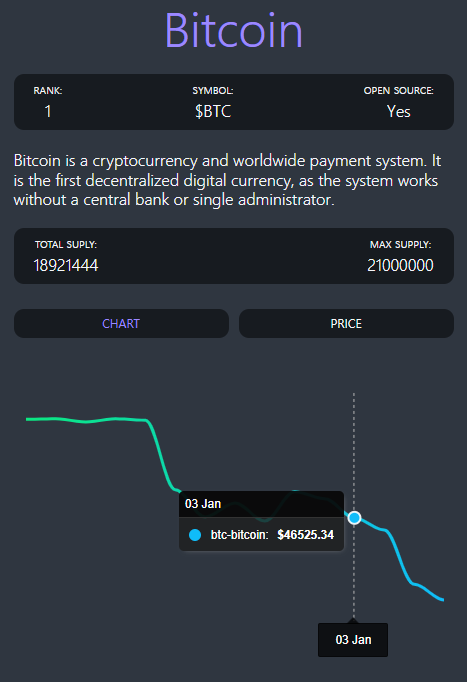 Bitcoin
RANK: SYMBOL: OPEN SOURCE:
1 $BTC Yes
Bitcoin is a cryptocurrency and worldwide payment system. It
is the first decentralized digital currency, as the system works
without a central bank or single administrator.
TOTAL SUPLY: MAX SUPPLY:
18921444 21000000
CHART PRICE
03 Jan
btc-bitcoin: $46525.34
03 Jan